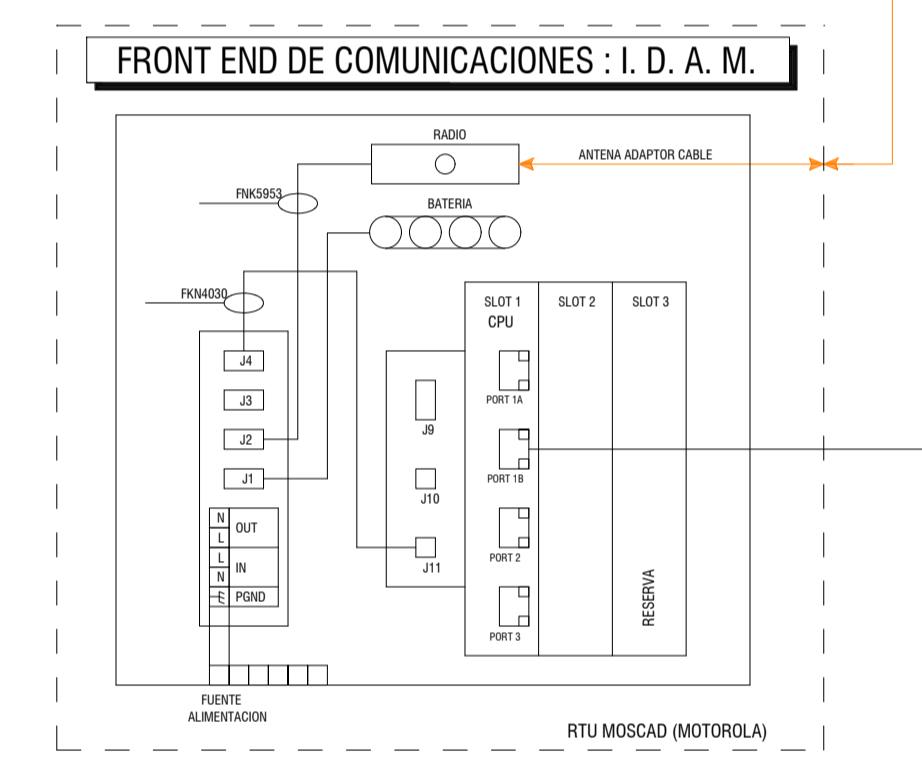 FRONT END DE COMUNICACIONES : I. D. A. M.
RADIO
ANTENA ADAPTOR CABLE
FNK5953
BATERIA
FKN4030
SLOT 1
SLOT 2
SLOT 3
CPU
J4
J3
J2
J1
J9
J10
J11
PORT 1A
PORT 1B
PORT 2
PORT 3
N
OUT
L
L
IN
N
PGND
RESERVA
FUENTE
ALIMENTACION
RTU MOSCAD (MOTOROLA)